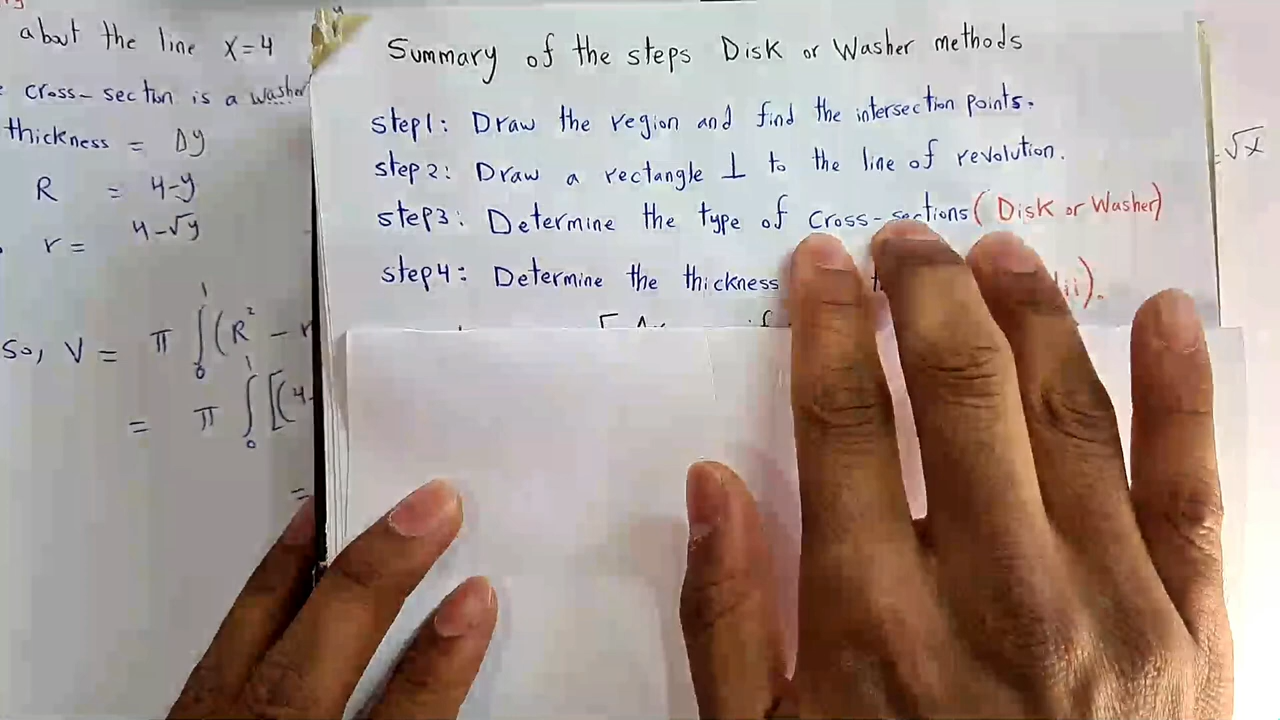 about the line x=4
cross-section is a washer
thickness = Δy
R = 4-y
r = 4-√y
so, V = π ∫₀¹ (R² -
= π ∫₀¹ [(4-
=
Summary of the steps Disk or Washer methods
step1: Draw the region and find the intersection points.
step2: Draw a rectangle ⊥ to the line of revolution.
step3: Determine the type of cross-sections (Disk or Washer)
step4: Determine the thickness
= √x